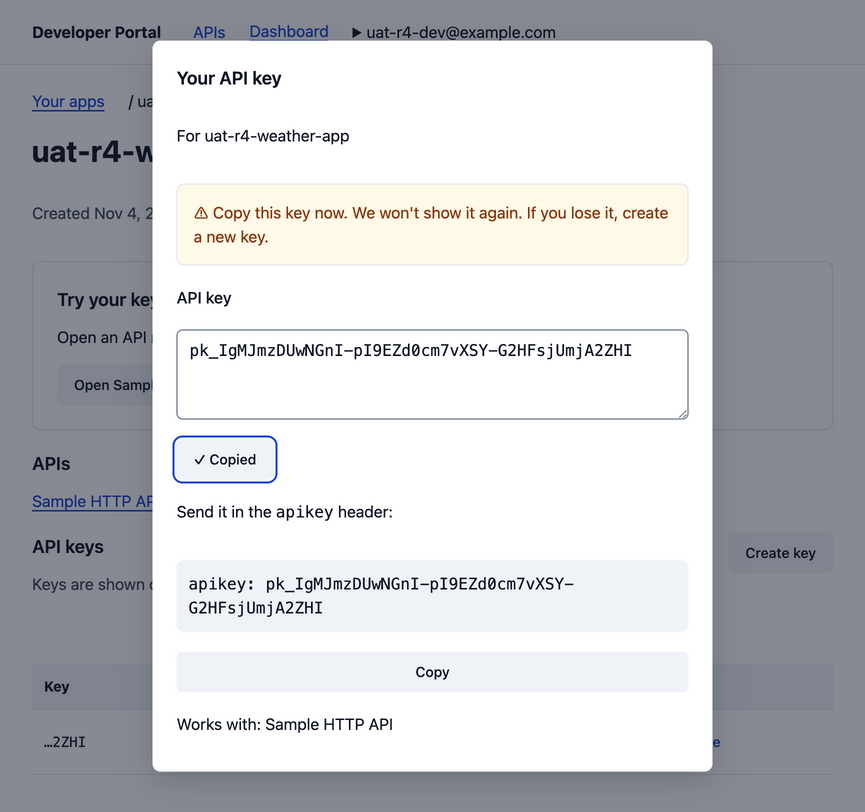 Developer Portal APIs Dashboard ▶ uat-r4-dev@example.com
Your API key
Your apps / ua
For uat-r4-weather-app
uat-r4-w
Created Nov 4, 2
⚠ Copy this key now. We won't show it again. If you lose it, create
a new key.
Try your key
API key
Open an API
pk_IgMJmzDUwNGnI-pI9EZd0cm7vXSY-G2HFsjUmjA2ZHI
Open Sampl
✓ Copied
APIs
Sample HTTP AP
Send it in the apikey header:
API keys
Create key
Keys are shown
apikey: pk_IgMJmzDUwNGnI-pI9EZd0cm7vXSY-
G2HFsjUmjA2ZHI
Copy
Key
Works with: Sample HTTP API
…2ZHI
e